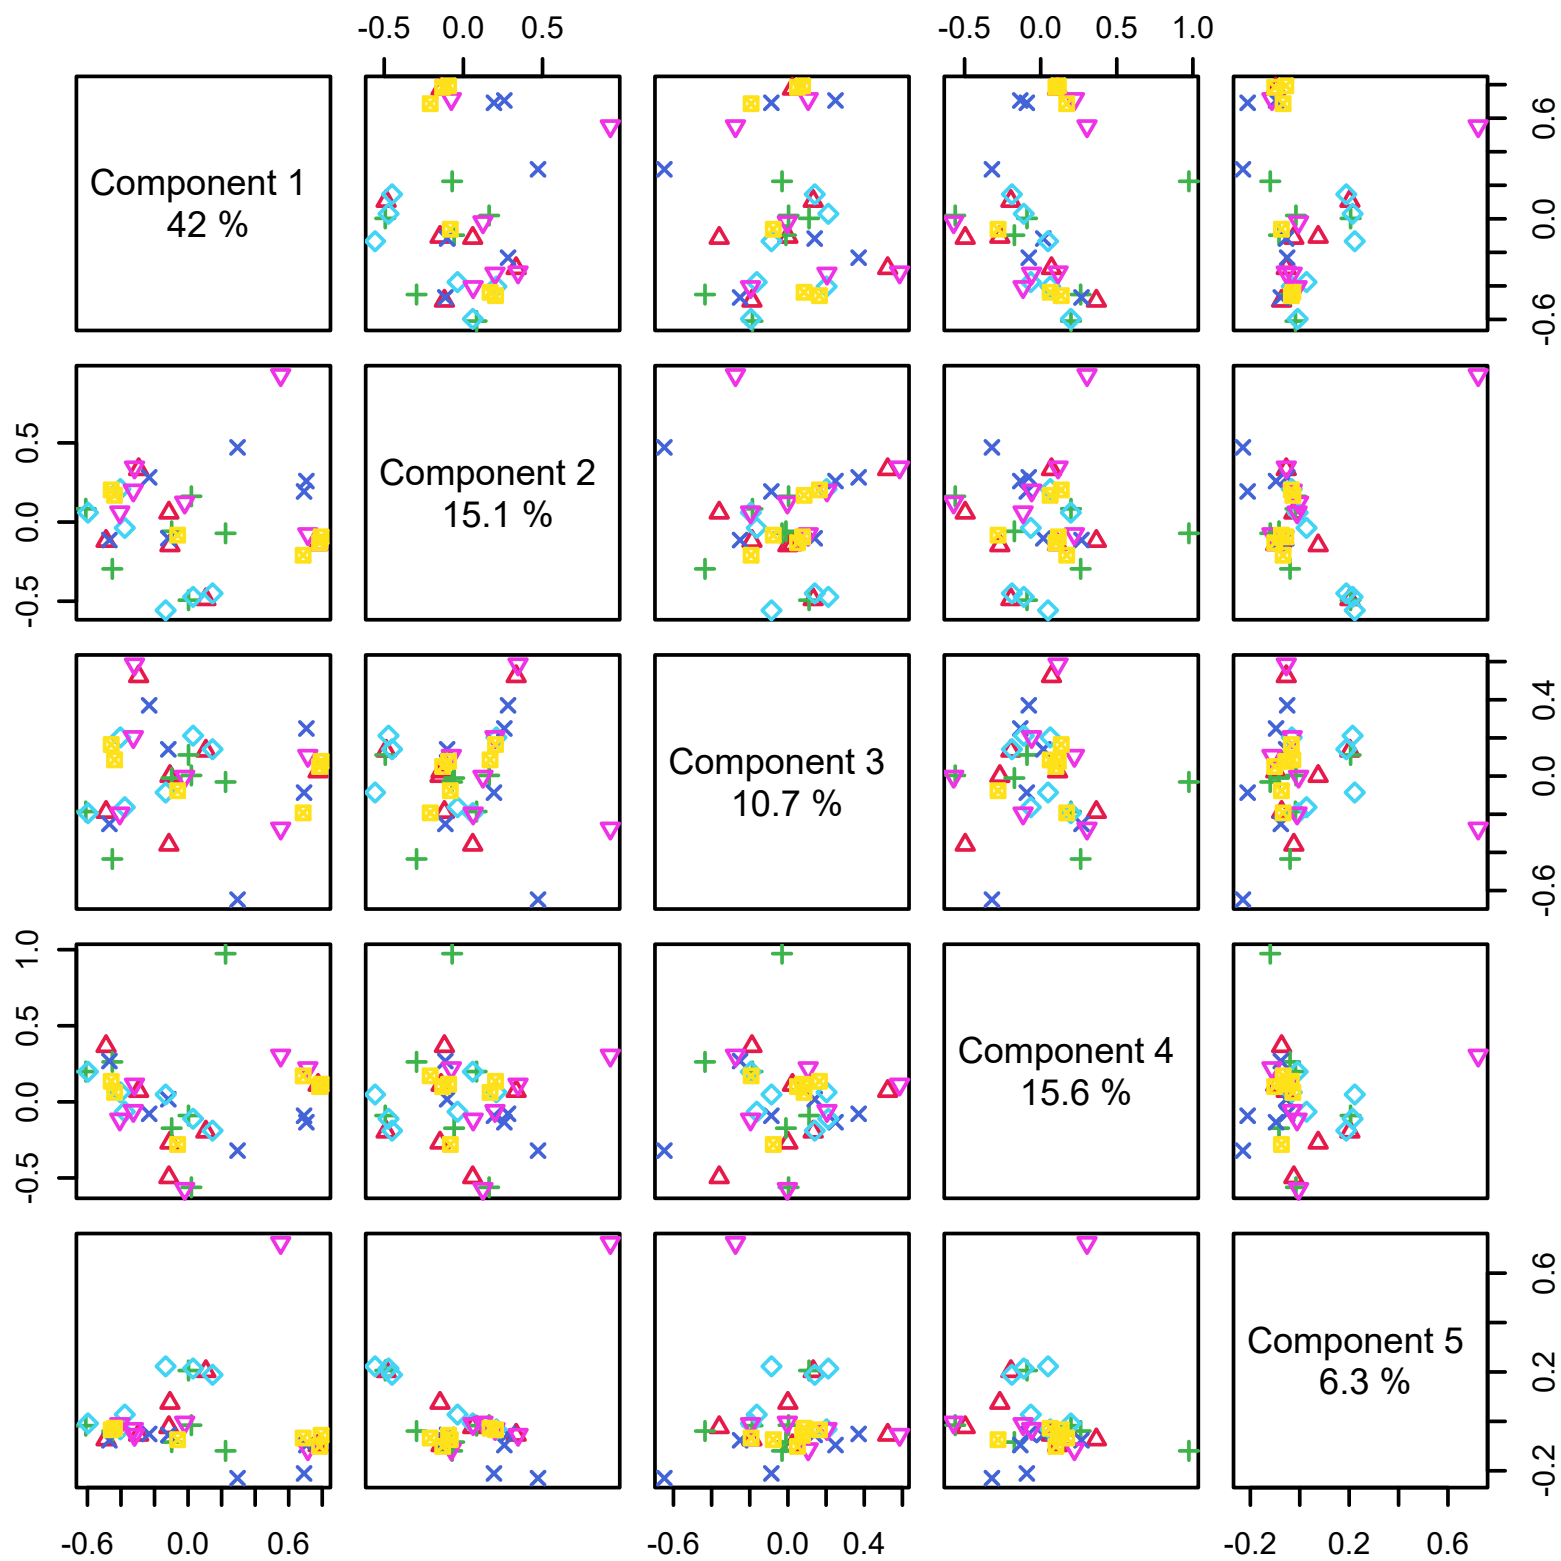 -0.5 0.0 0.5 -0.5 0.0 0.5 1.0
Component 1
42 %
-0.6 0.0 0.6
Component 2
15.1 %
-0.5 0.0 0.5
Component 3
10.7 %
-0.6 0.0 0.4
Component 4
15.6 %
-0.5 0.0 0.5 1.0
Component 5
6.3 %
-0.2 0.2 0.6
-0.6 0.0 0.6 -0.6 0.0 0.4 -0.2 0.2 0.6